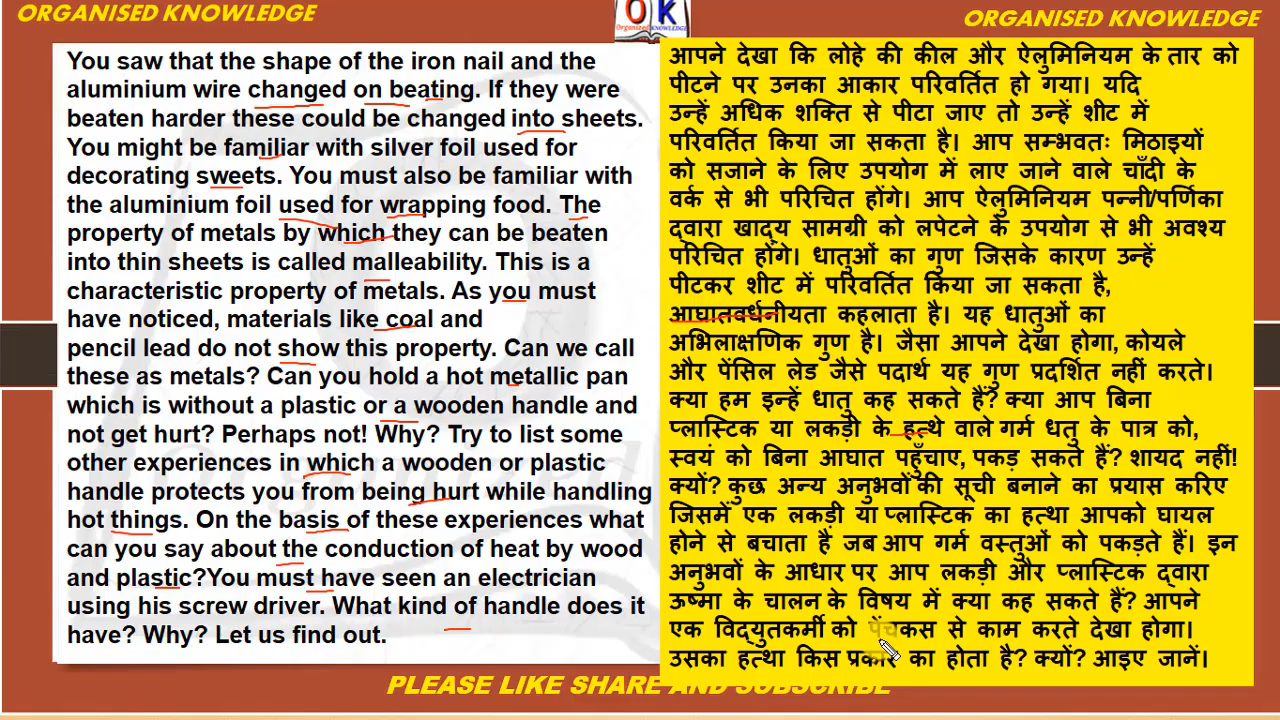 ORGANISED KNOWLEDGE
OK
Organised KNOWLEDGE
ORGANISED KNOWLEDGE
You saw that the shape of the iron nail and the
aluminium wire changed on beating. If they were
beaten harder these could be changed into sheets.
You might be familiar with silver foil used for
decorating sweets. You must also be familiar with
the aluminium foil used for wrapping food. The
property of metals by which they can be beaten
into thin sheets is called malleability. This is a
characteristic property of metals. As you must
have noticed, materials like coal and
pencil lead do not show this property. Can we call
these as metals? Can you hold a hot metallic pan
which is without a plastic or a wooden handle and
not get hurt? Perhaps not! Why? Try to list some
other experiences in which a wooden or plastic
handle protects you from being hurt while handling
hot things. On the basis of these experiences what
can you say about the conduction of heat by wood
and plastic?You must have seen an electrician
using his screw driver. What kind of handle does it
have? Why? Let us find out.
आपने देखा कि लोहे की कील और ऐलुमिनियम के तार को
पीटने पर उनका आकार परिवर्तित हो गया। यदि
उन्हें अधिक शक्ति से पीटा जाए तो उन्हें शीट में
परिवर्तित किया जा सकता है। आप सम्भवतः मिठाइयों
को सजाने के लिए उपयोग में लाए जाने वाले चाँदी के
वर्क से भी परिचित होंगे। आप ऐलुमिनियम पन्नी/पर्णिका
द्वारा खाद्य सामग्री को लपेटने के उपयोग से भी अवश्य
परिचित होंगे। धातुओं का गुण जिसके कारण उन्हें
पीटकर शीट में परिवर्तित किया जा सकता है,
आघातवर्धनीयता कहलाता है। यह धातुओं का
अभिलाक्षणिक गुण है। जैसा आपने देखा होगा, कोयले
और पेंसिल लेड जैसे पदार्थ यह गुण प्रदर्शित नहीं करते।
क्या हम इन्हें धातु कह सकते हैं? क्या आप बिना
प्लास्टिक या लकड़ी के हत्थे वाले गर्म धतु के पात्र को,
स्वयं को बिना आघात पहुँचाए, पकड़ सकते हैं? शायद नहीं!
क्यों? कुछ अन्य अनुभवों की सूची बनाने का प्रयास करिए
जिसमें एक लकड़ी या प्लास्टिक का हत्था आपको घायल
होने से बचाता है जब आप गर्म वस्तुओं को पकड़ते हैं। इन
अनुभवों के आधार पर आप लकड़ी और प्लास्टिक द्वारा
ऊष्मा के चालन के विषय में क्या कह सकते हैं? आपने
एक विद्युतकर्मी को पेंचकस से काम करते देखा होगा।
उसका हत्था किस प्रकार का होता है? क्यों? आइए जानें।
PLEASE LIKE SHARE AND SUBSCRIBE